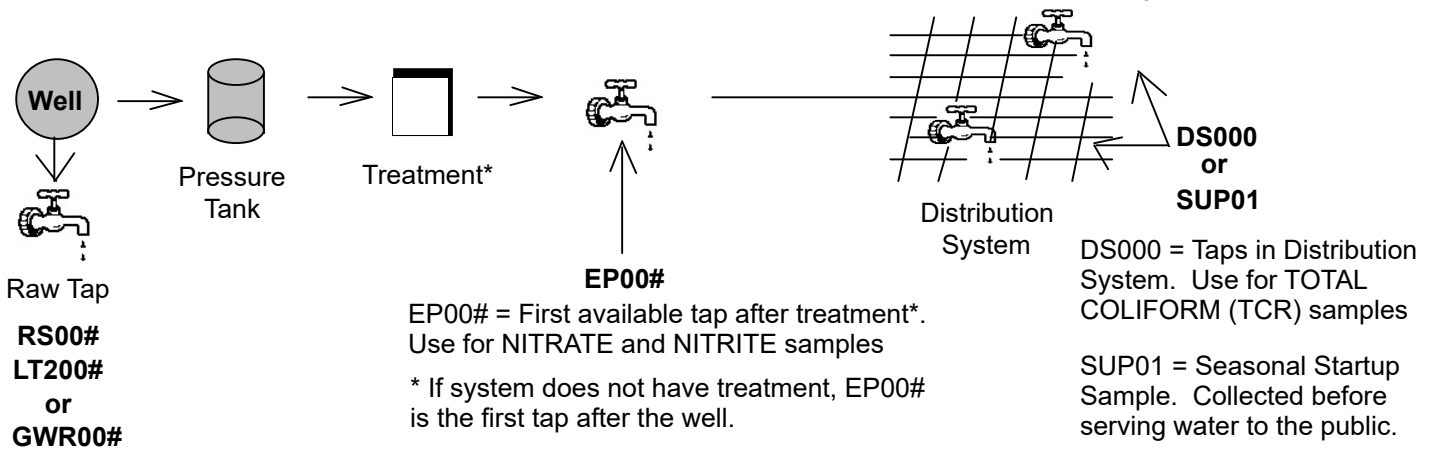 Well
Pressure
Tank
Treatment*
Raw Tap
RS00#
LT200#
or
GWR00#
EP00#
EP00# = First available tap after treatment*.
Use for NITRATE and NITRITE samples
* If system does not have treatment, EP00#
is the first tap after the well.
Distribution
System
DS000
or
SUP01
DS000 = Taps in Distribution
System. Use for TOTAL
COLIFORM (TCR) samples
SUP01 = Seasonal Startup
Sample. Collected before
serving water to the public.